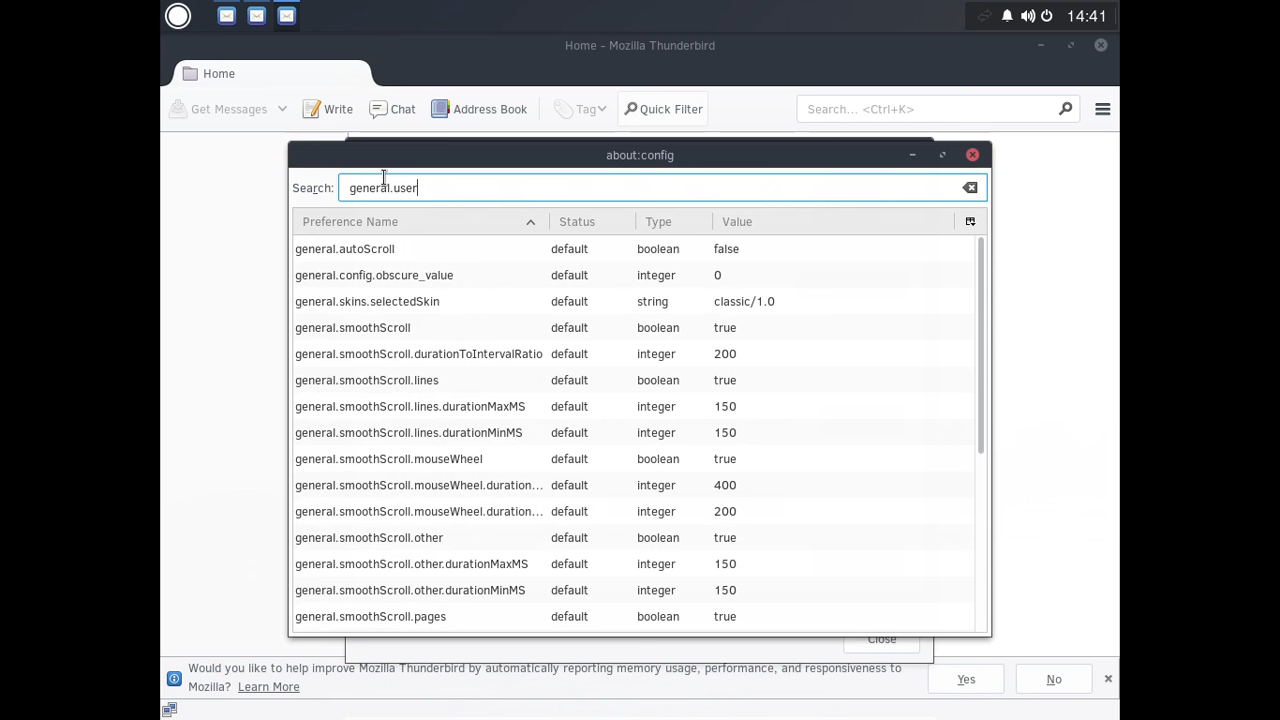 14:41
Home - Mozilla Thunderbird
Home
Get Messages Write Chat Address Book Tag Quick Filter Search... <Ctrl+K>
about:config
Search: general.user
Preference Name Status Type Value
general.autoScroll default boolean false
general.config.obscure_value default integer 0
general.skins.selectedSkin default string classic/1.0
general.smoothScroll default boolean true
general.smoothScroll.durationToIntervalRatio default integer 200
general.smoothScroll.lines default boolean true
general.smoothScroll.lines.durationMaxMS default integer 150
general.smoothScroll.lines.durationMinMS default integer 150
general.smoothScroll.mouseWheel default boolean true
general.smoothScroll.mouseWheel.duration... default integer 400
general.smoothScroll.mouseWheel.duration... default integer 200
general.smoothScroll.other default boolean true
general.smoothScroll.other.durationMaxMS default integer 150
general.smoothScroll.other.durationMinMS default integer 150
general.smoothScroll.pages default boolean true
Close
Would you like to help improve Mozilla Thunderbird by automatically reporting memory usage, performance, and responsiveness to
Mozilla? Learn More Yes No